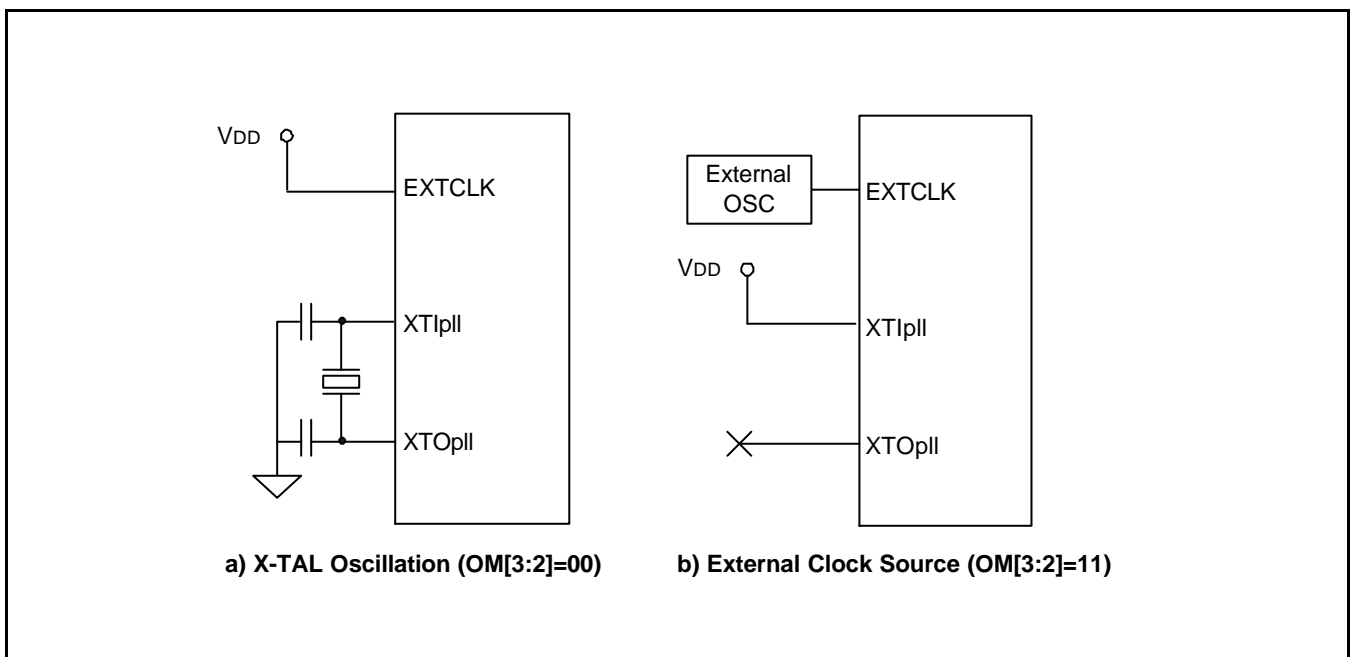 VDD
EXTCLK
XTIpll
XTOpll
a) X-TAL Oscillation (OM[3:2]=00)
External
OSC
EXTCLK
VDD
XTIpll
XTOpll
b) External Clock Source (OM[3:2]=11)